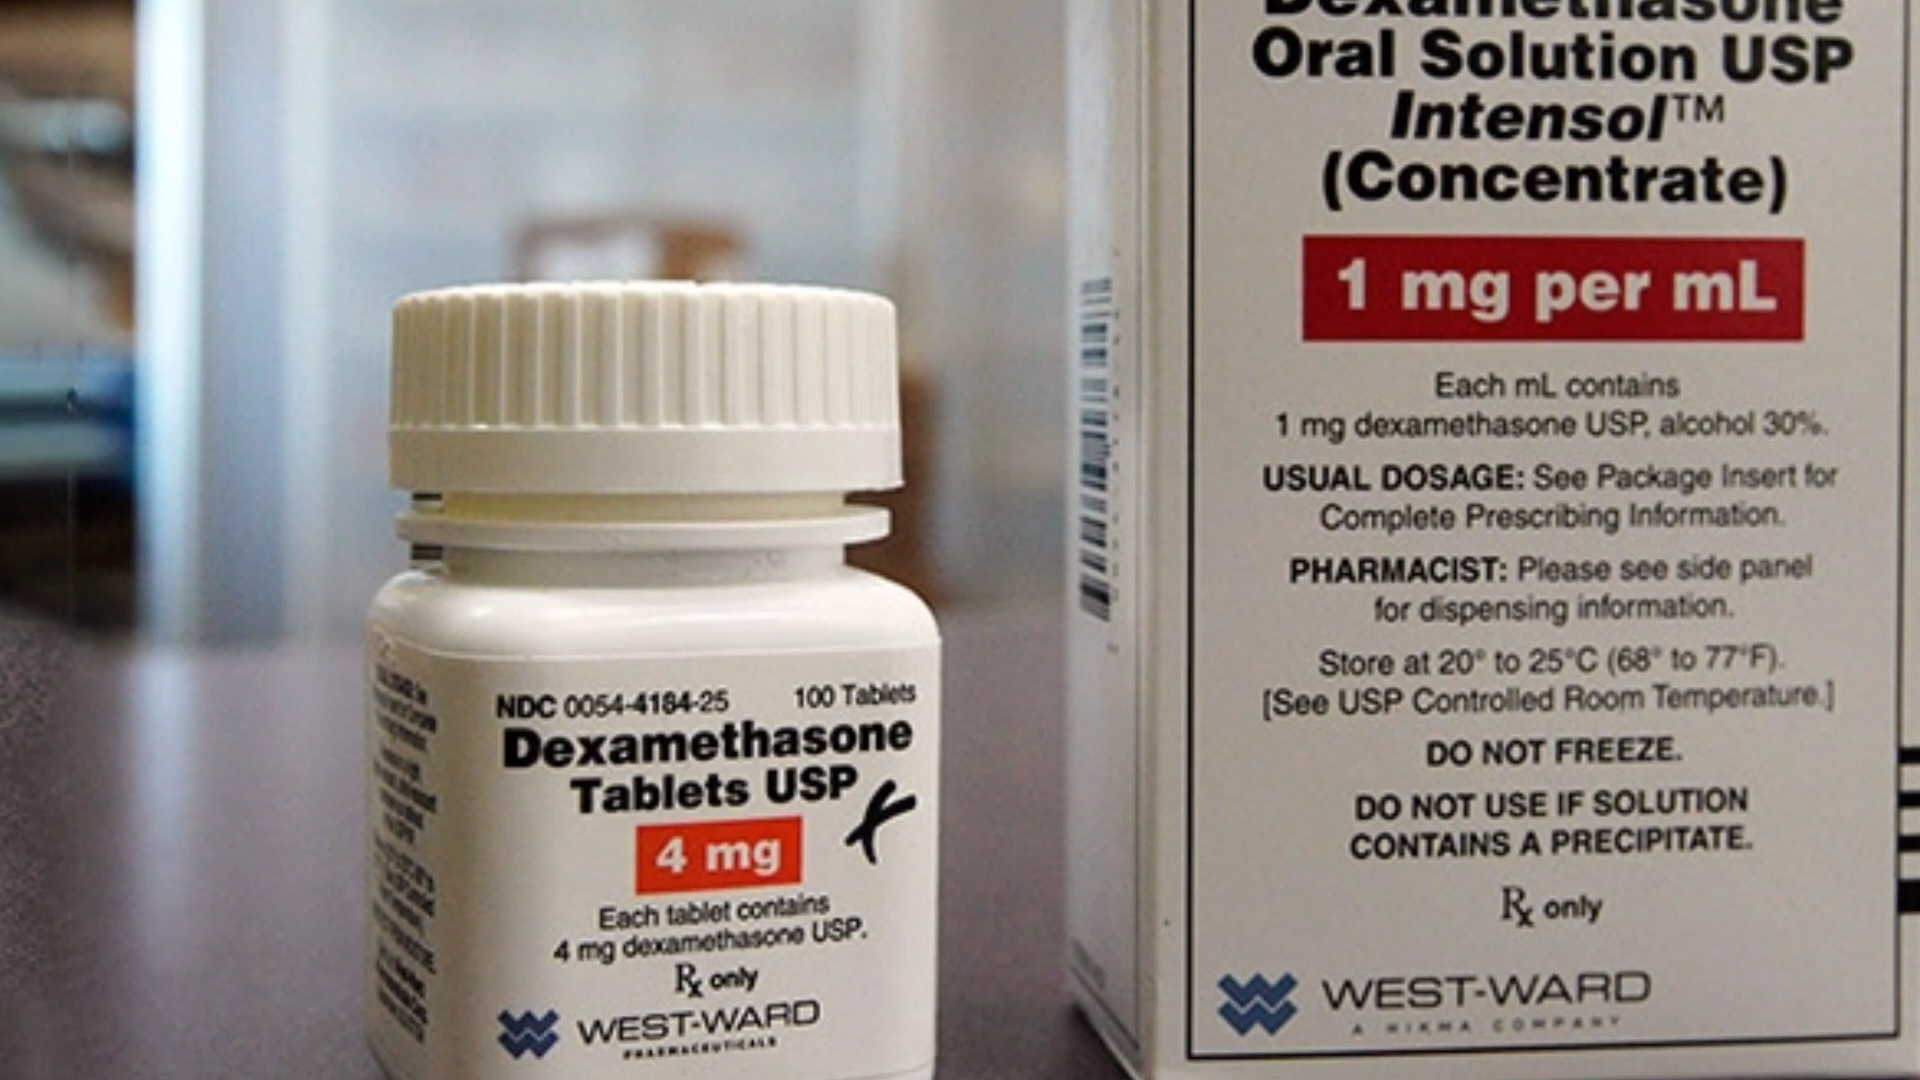 NDC 0054-4184-25 100 Tablets
Dexamethasone
Tablets USP
4 mg
Each tablet contains
4 mg dexamethasone USP.
Rx only
WEST-WARD
PHARMACEUTICALS
Dexamethasone
Oral Solution USP
Intensol™
(Concentrate)
1 mg per mL
Each mL contains
1 mg dexamethasone USP, alcohol 30%.
USUAL DOSAGE: See Package Insert for
Complete Prescribing Information.
PHARMACIST: Please see side panel
for dispensing information.
Store at 20° to 25°C (68° to 77°F).
[See USP Controlled Room Temperature.]
DO NOT FREEZE.
DO NOT USE IF SOLUTION
CONTAINS A PRECIPITATE.
Rx only
WEST-WARD
A HIKMA COMPANY